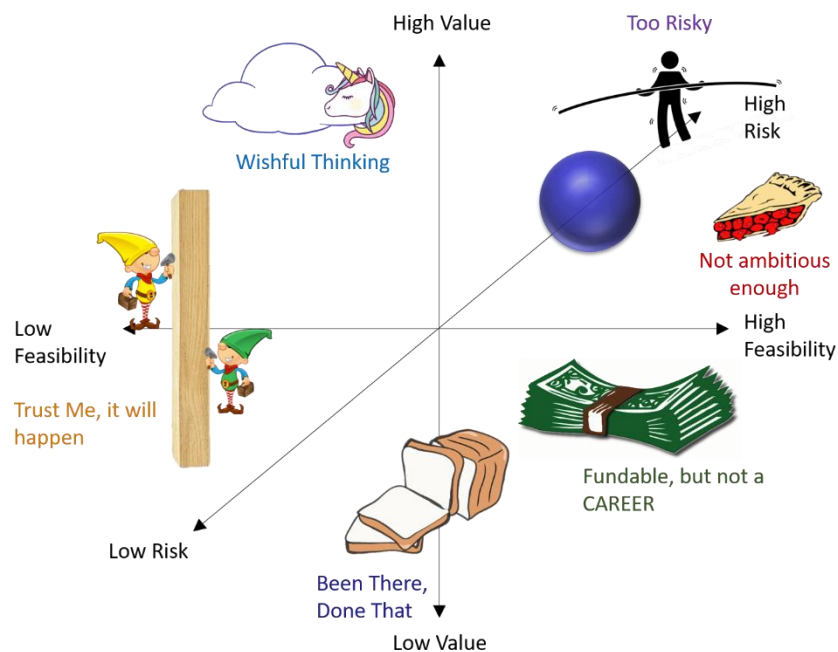 High Value
Too Risky
High
Risk
Wishful Thinking
Not ambitious
enough
Low
Feasibility
High
Feasibility
Trust Me, it will
happen
Fundable, but not a
CAREER
Low Risk
Been There,
Done That
Low Value